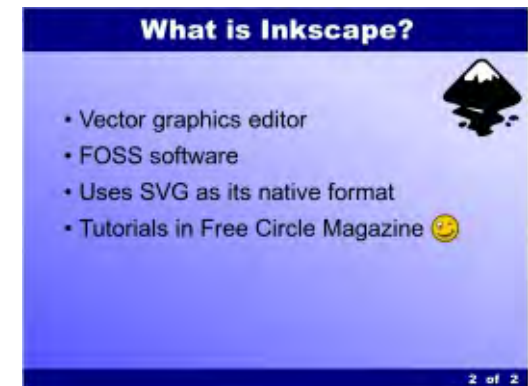 What is Inkscape?
• Vector graphics editor
• FOSS software
• Uses SVG as its native format
• Tutorials in Free Circle Magazine
2 of 3